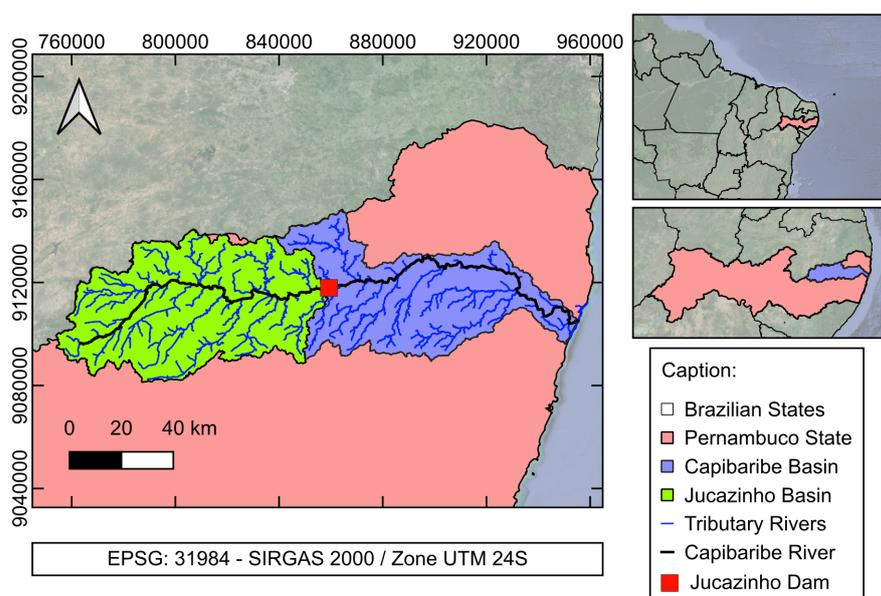 760000 800000 840000 880000 920000 960000
9200000
9160000
9120000
9080000
9040000
0 20 40 km
EPSG: 31984 - SIRGAS 2000 / Zone UTM 24S
Caption:
Brazilian States
Pernambuco State
Capibaribe Basin
Jucazinho Basin
Tributary Rivers
Capibaribe River
Jucazinho Dam